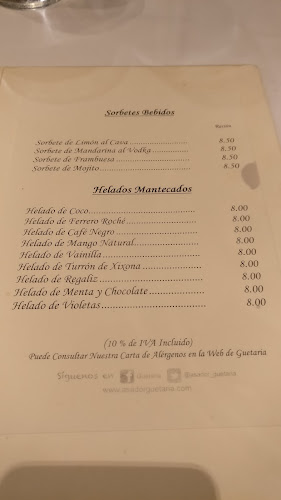 Sorbetes Bebidos
Sorbete de Limón al Cava ........................ 8.50
Sorbete de Mandarina al Vodka ............... 8.50
Sorbete de Frambuesa ............................. 8.50
Sorbete de Mojito .................................... 8.50
Helados Mantecados
Helado de Coco ........................................ 8.00
Helado de Ferrero Roché ......................... 8.00
Helado de Café Negro ............................. 8.00
Helado de Mango Natural ....................... 8.00
Helado de Vainilla .................................. 8.00
Helado de Turrón de Xixona .................... 8.00
Helado de Regaliz .................................... 8.00
Helado de Menta y Chocolate .................. 8.00
Helado de Violetas ................................... 8.00
(10 % de IVA Incluido)
Puede Consultar Nuestra Carta de Alérgenos en la Web de Guetaria
Síguenos en